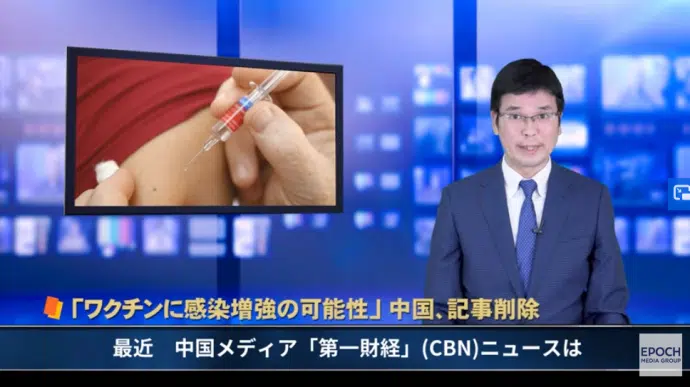 「ワクチンに感染増強の可能性」 中国、記事削除
最近　中国メディア「第一財経」(CBN)ニュースは
EPOCH
MEDIA GROUP